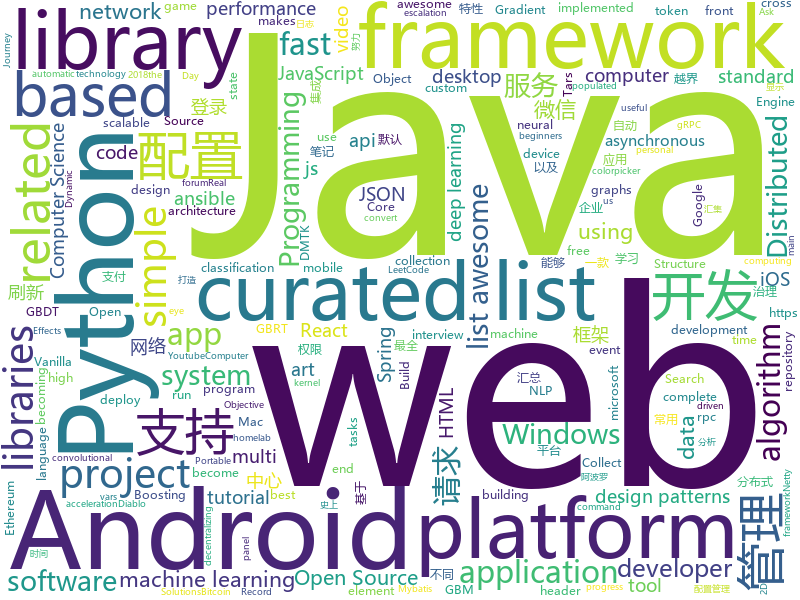 network performance awesome implemented cross
Journey game makes Gradient token front 日志 努力
library fast video framework 特性
automatic technology 2018the Day escalation Ask
JavaScript Object desktop computer 越界 standard
based state custom 服务 Tars populated 显示
登录 集成 微信 Engine
scalable Source neural 自动 gRPC
Java
Python related Computer Science code 配置 Programming api 默认 asynchronous beginners useful personal
use 笔记 deep learning device 以及 应用 colorpicker
design ansible js JSON graphs 企业 Google Distributed
Dynamic architecture forumReal Core using us main
simple DMTK convert list awesome free 汇集
classification mobile collection LeetCode 能够 一款 学习 computing
curated list 开发 iOS
刷新 支付 打造 Structure 治理
GBDT Open GBRT React 权限 Spring interview machine 框架 development https
libraries 网络 event time
Effects Vanilla eye app 最全 repository
YoutubeComputer Build
language becoming high system art program NLP 汇总 microsoft Search complete algorithm
deploy run kernel HTML tasks rpc driven
支持 Mac Objective Windows data 常用 分析
web
project multi homelab 请求 平台 Collect 分布式
convolutional Boosting Portable 中心 end design patterns 管理
Ethereum become tutorial best 基于 building 阿波罗
Android platform
decentralizing vars 史上 command 2D
accelerationDiablo frameworkNetty
software machine learning Open Source application developer
时间 panel 不同 header tool 配置管理
SolutionsBitcoin Record element GBM Mybatis progress